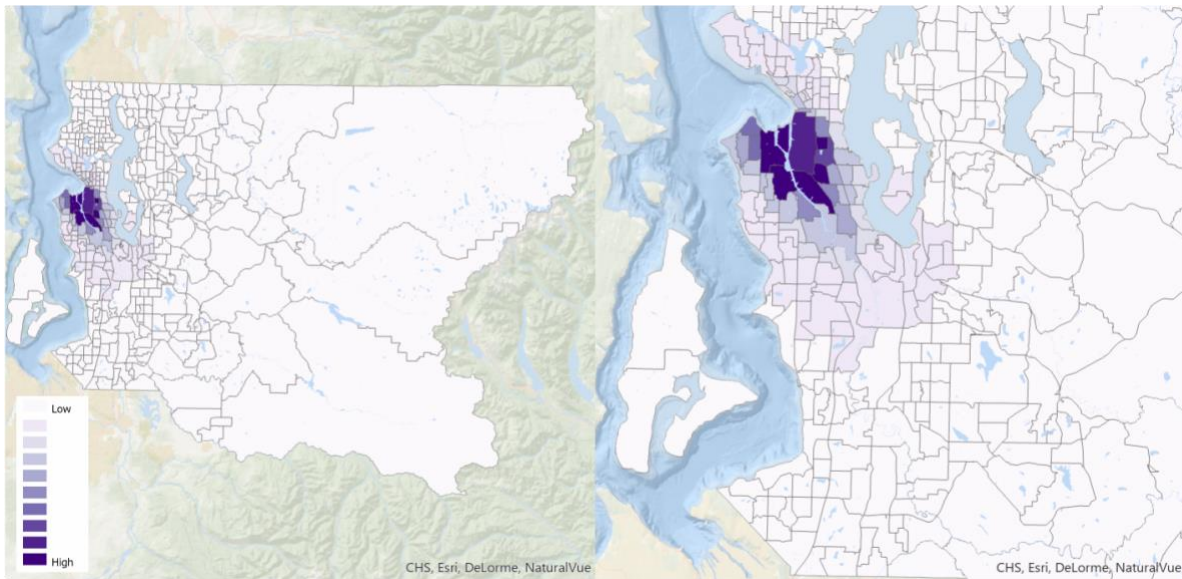 Low
High
CHS, Esri, DeLorme, NaturalVue
CHS, Esri, DeLorme, NaturalVue